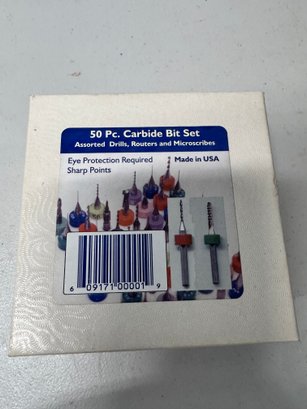 50 Pc. Carbide Bit Set
Assorted Drills, Routers and Microscribes
Eye Protection Required
Made in USA
Sharp Points
6 09171 00001 9